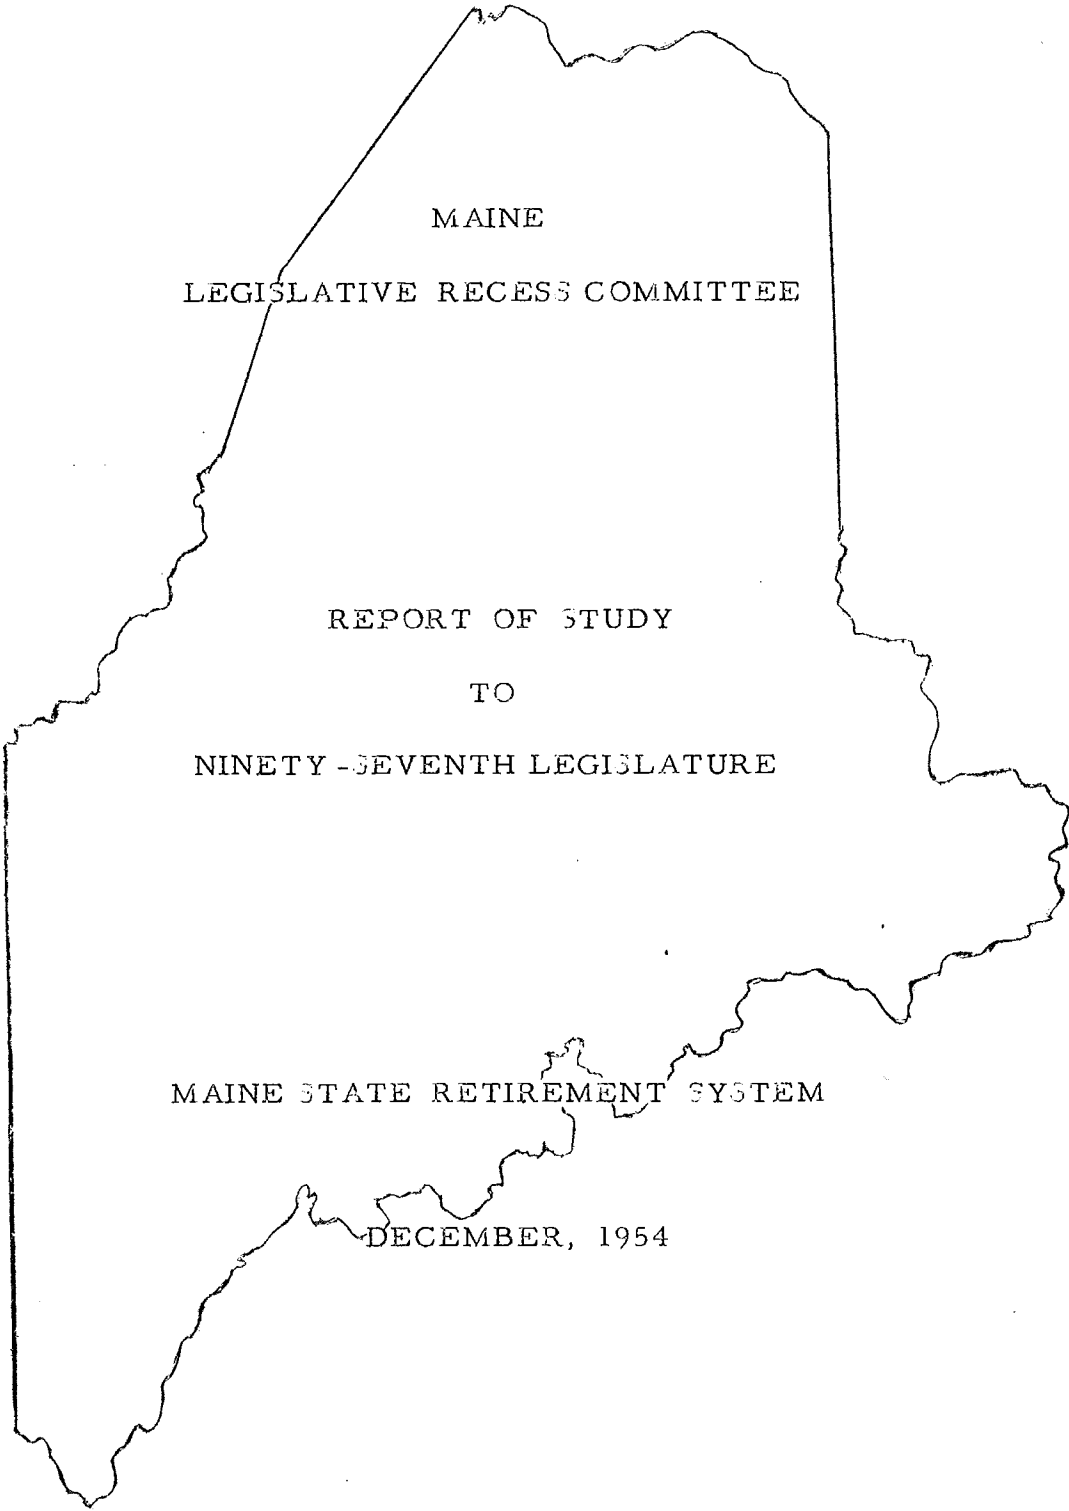 MAINE
LEGISLATIVE RECESS COMMITTEE
REPORT OF STUDY
TO
NINETY-SEVENTH LEGISLATURE
MAINE STATE RETIREMENT SYSTEM
DECEMBER, 1954